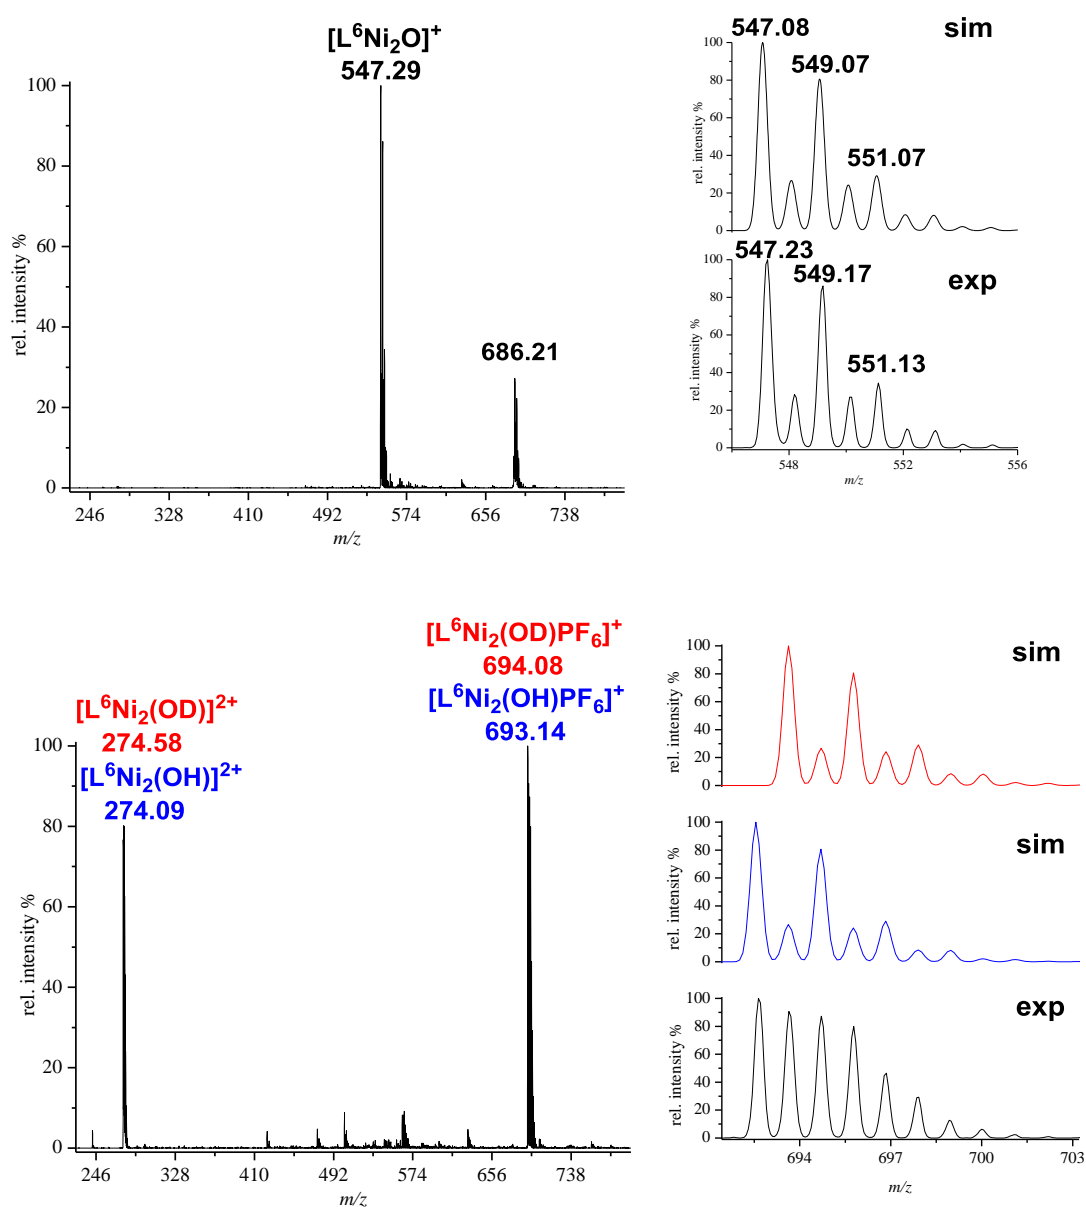 [L⁶Ni₂O]⁺
547.29
686.21
rel. intensity %
100
80
60
40
20
0
246 328 410 492 574 656 738
m/z
547.08
sim
549.07
551.07
rel. intensity %
100
80
60
40
20
0
547.23
549.17
exp
551.13
rel. intensity %
100
80
60
40
20
0
548 552 556
m/z
[L⁶Ni₂(OD)PF₆]⁺
694.08
[L⁶Ni₂(OH)PF₆]⁺
693.14
[L⁶Ni₂(OD)]²⁺
274.58
[L⁶Ni₂(OH)]²⁺
274.09
rel. intensity %
100
80
60
40
20
0
246 328 410 492 574 656 738
m/z
sim
rel. intensity %
100
80
60
40
20
0
sim
rel. intensity %
100
80
60
40
20
0
exp
rel. intensity %
100
80
60
40
20
0
694 697 700 703
m/z